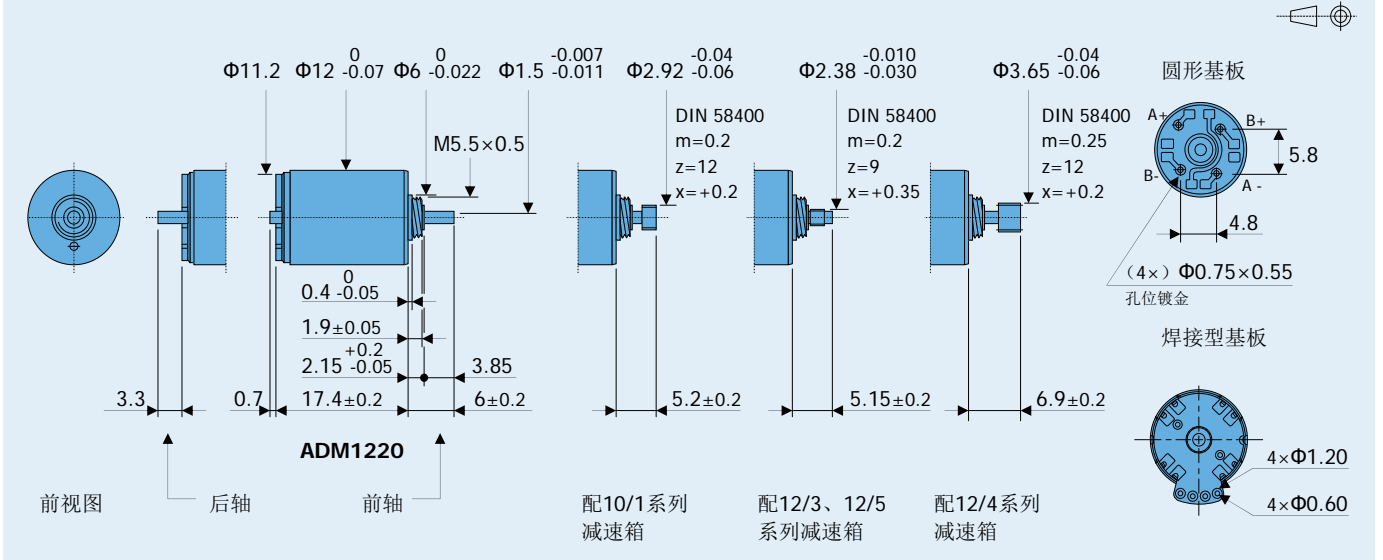 Φ11.2
Φ12 0 -0.07
Φ6 0 -0.022
Φ1.5 -0.007 -0.011
Φ2.92 -0.04 -0.06
Φ2.38 -0.010 -0.030
Φ3.65 -0.04 -0.06
圆形基板
M5.5×0.5
DIN 58400
m=0.2
z=12
x=+0.2
DIN 58400
m=0.2
z=9
x=+0.35
DIN 58400
m=0.25
z=12
x=+0.2
A+
B+
B-
A -
5.8
4.8
(4×) Φ0.75×0.55
孔位镀金
0.4 0 -0.05
1.9±0.05
2.15 +0.2 -0.05
3.85
3.3
0.7
17.4±0.2
6±0.2
5.2±0.2
5.15±0.2
6.9±0.2
ADM1220
焊接型基板
4×Φ1.20
4×Φ0.60
前视图
后轴
前轴
配10/1系列
减速箱
配12/3、12/5
系列减速箱
配12/4系列
减速箱